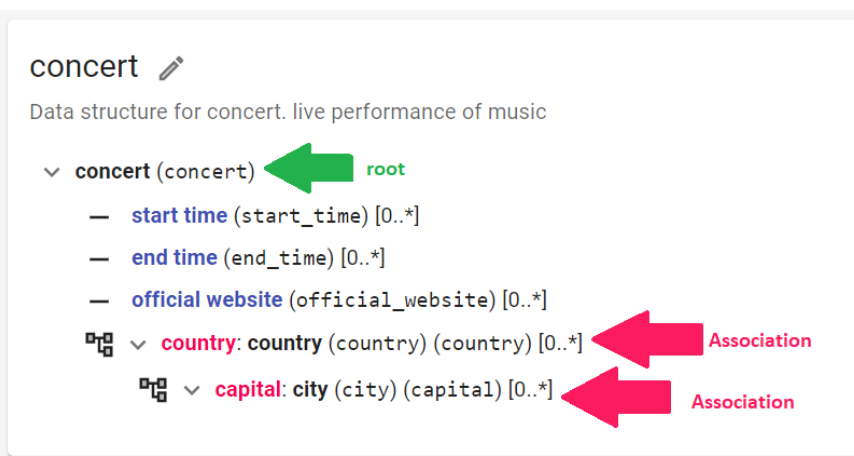 concert
Data structure for concert. live performance of music
concert (concert) root
start time (start_time) [0..*]
end time (end_time) [0..*]
official website (official_website) [0..*]
country: country (country) (country) [0..*] Association
capital: city (city) (capital) [0..*] Association